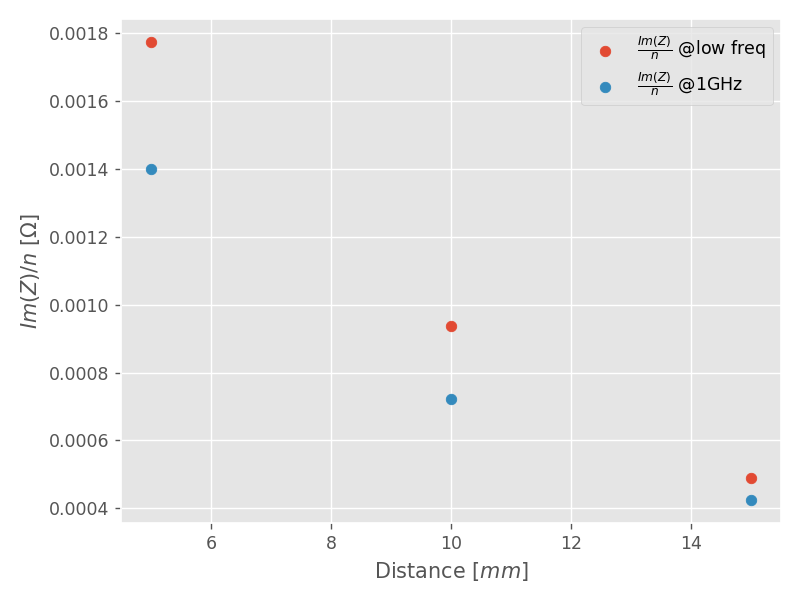 0.0018
0.0016
0.0014
0.0012
0.0010
0.0008
0.0006
0.0004
Im(Z)/n [Ω]
Im(Z)/n @low freq
Im(Z)/n @1GHz
6 8 10 12 14
Distance [mm]